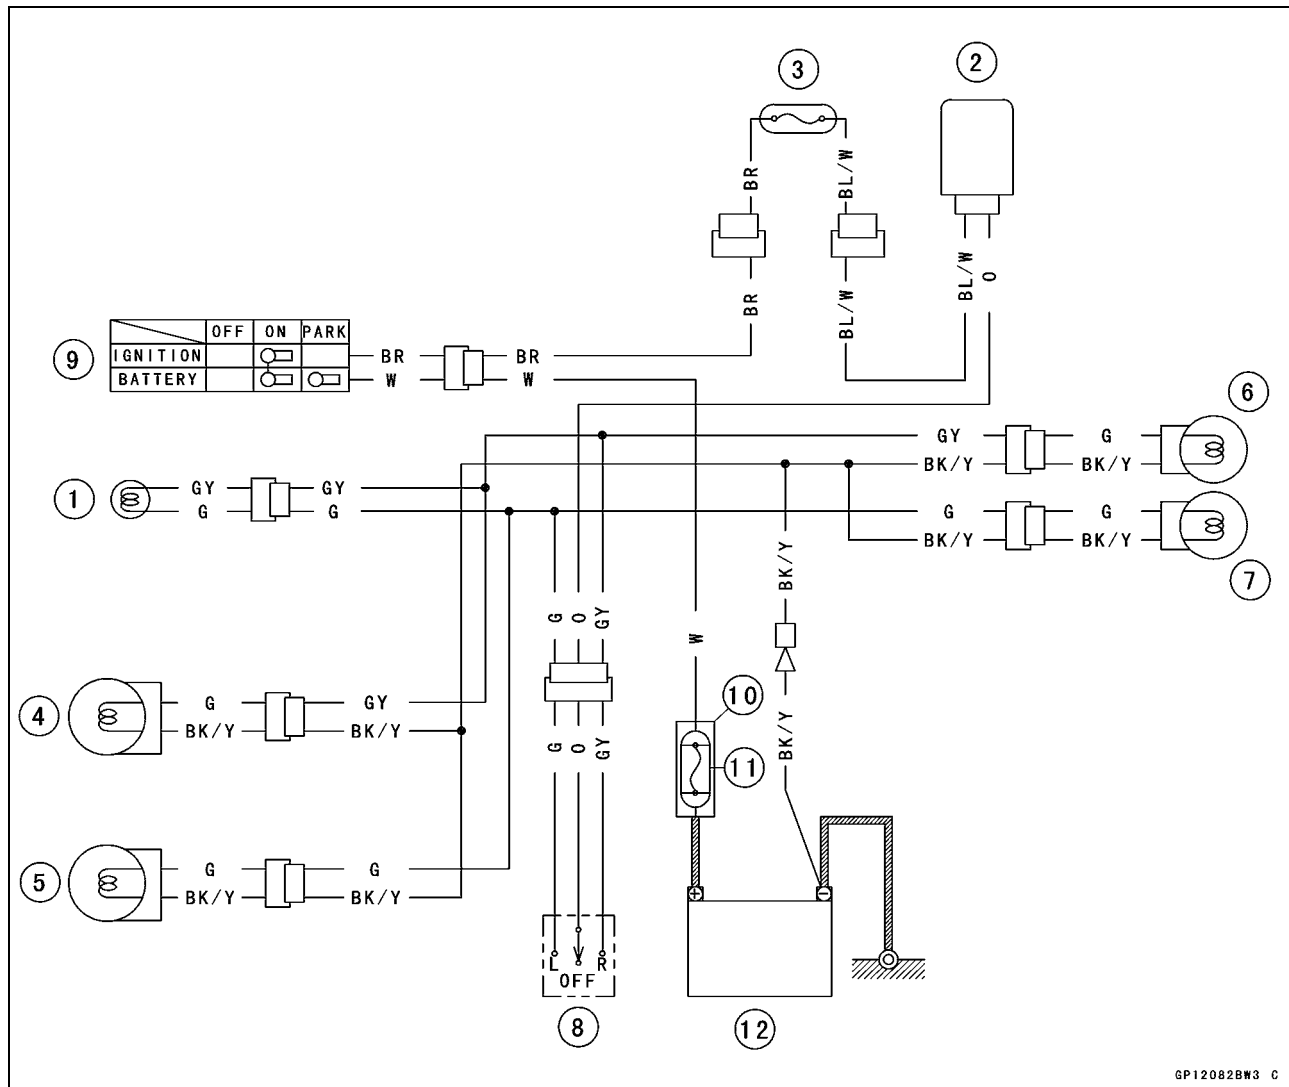 3
2
BR
BL/W
BL/W
O
BR
BL/W
OFF ON PARK
IGNITION
BATTERY
9
BR
W
BR
W
6
GY
G
BK/Y
BK/Y
1
GY
GY
G
G
G
G
BK/Y
BK/Y
7
BK/Y
G
O
GY
W
10
4
G
GY
BK/Y
BK/Y
G
O
GY
BK/Y
11
5
G
G
BK/Y
BK/Y
L
R
OFF
8
12
GP12082BW3 C